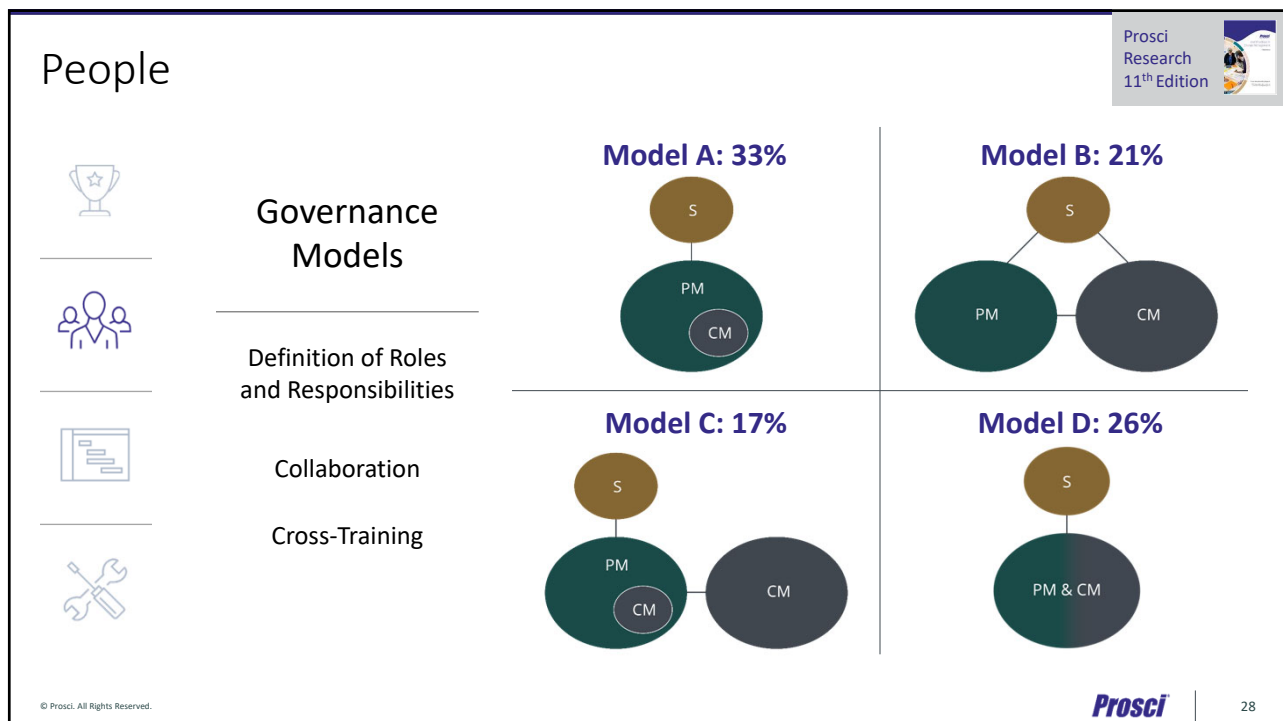 People
Prosci
Research
11th Edition
Governance
Models
Definition of Roles
and Responsibilities
Collaboration
Cross-Training
Model A: 33%
S
PM
CM
Model B: 21%
S
PM
CM
Model C: 17%
S
PM
CM
CM
Model D: 26%
S
PM & CM
© Prosci. All Rights Reserved.
Prosci
28